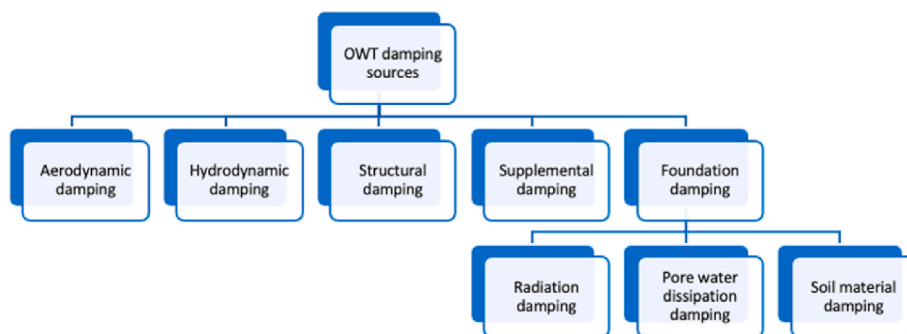 OWT damping
sources
Aerodynamic
damping
Hydrodynamic
damping
Structural
damping
Supplemental
damping
Foundation
damping
Radiation
damping
Pore water
dissipation
damping
Soil material
damping